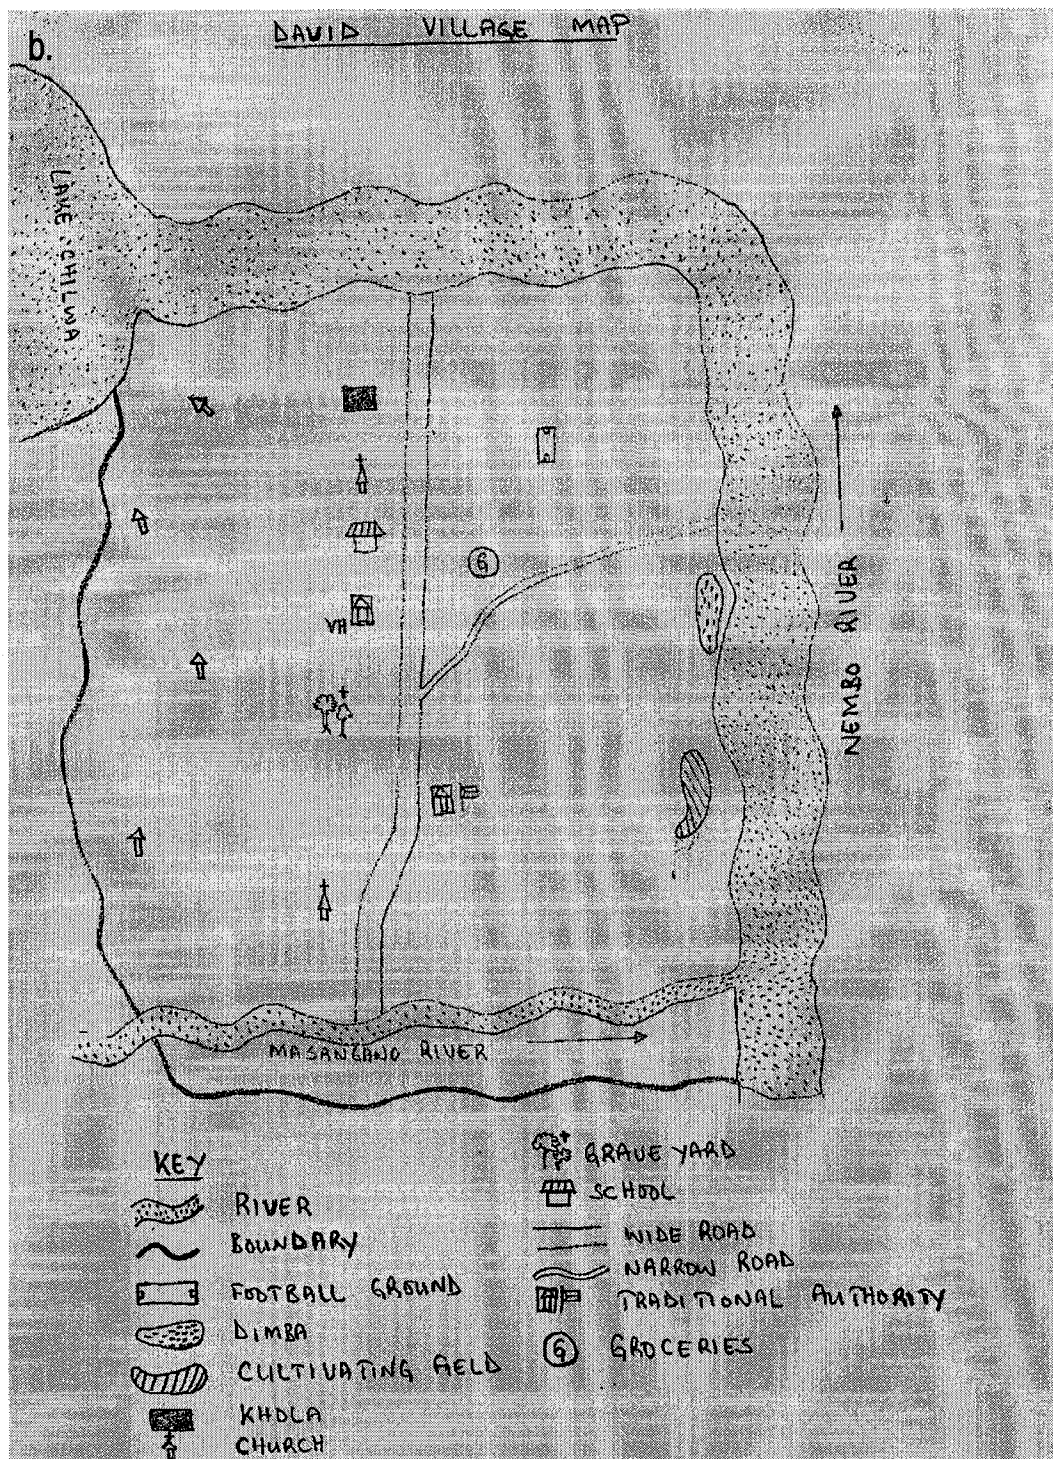 b.
DAVID VILLAGE MAP
LAKE CHILWA
G
VH
NEMBO RIVER
MASANGANO RIVER
KEY
RIVER
BOUNDARY
FOOTBALL GROUND
DIMBA
CULTIVATING FIELD
KHOLA
CHURCH
GRAVE YARD
SCHOOL
WIDE ROAD
NARROW ROAD
TRADITIONAL AUTHORITY
G GROCERIES